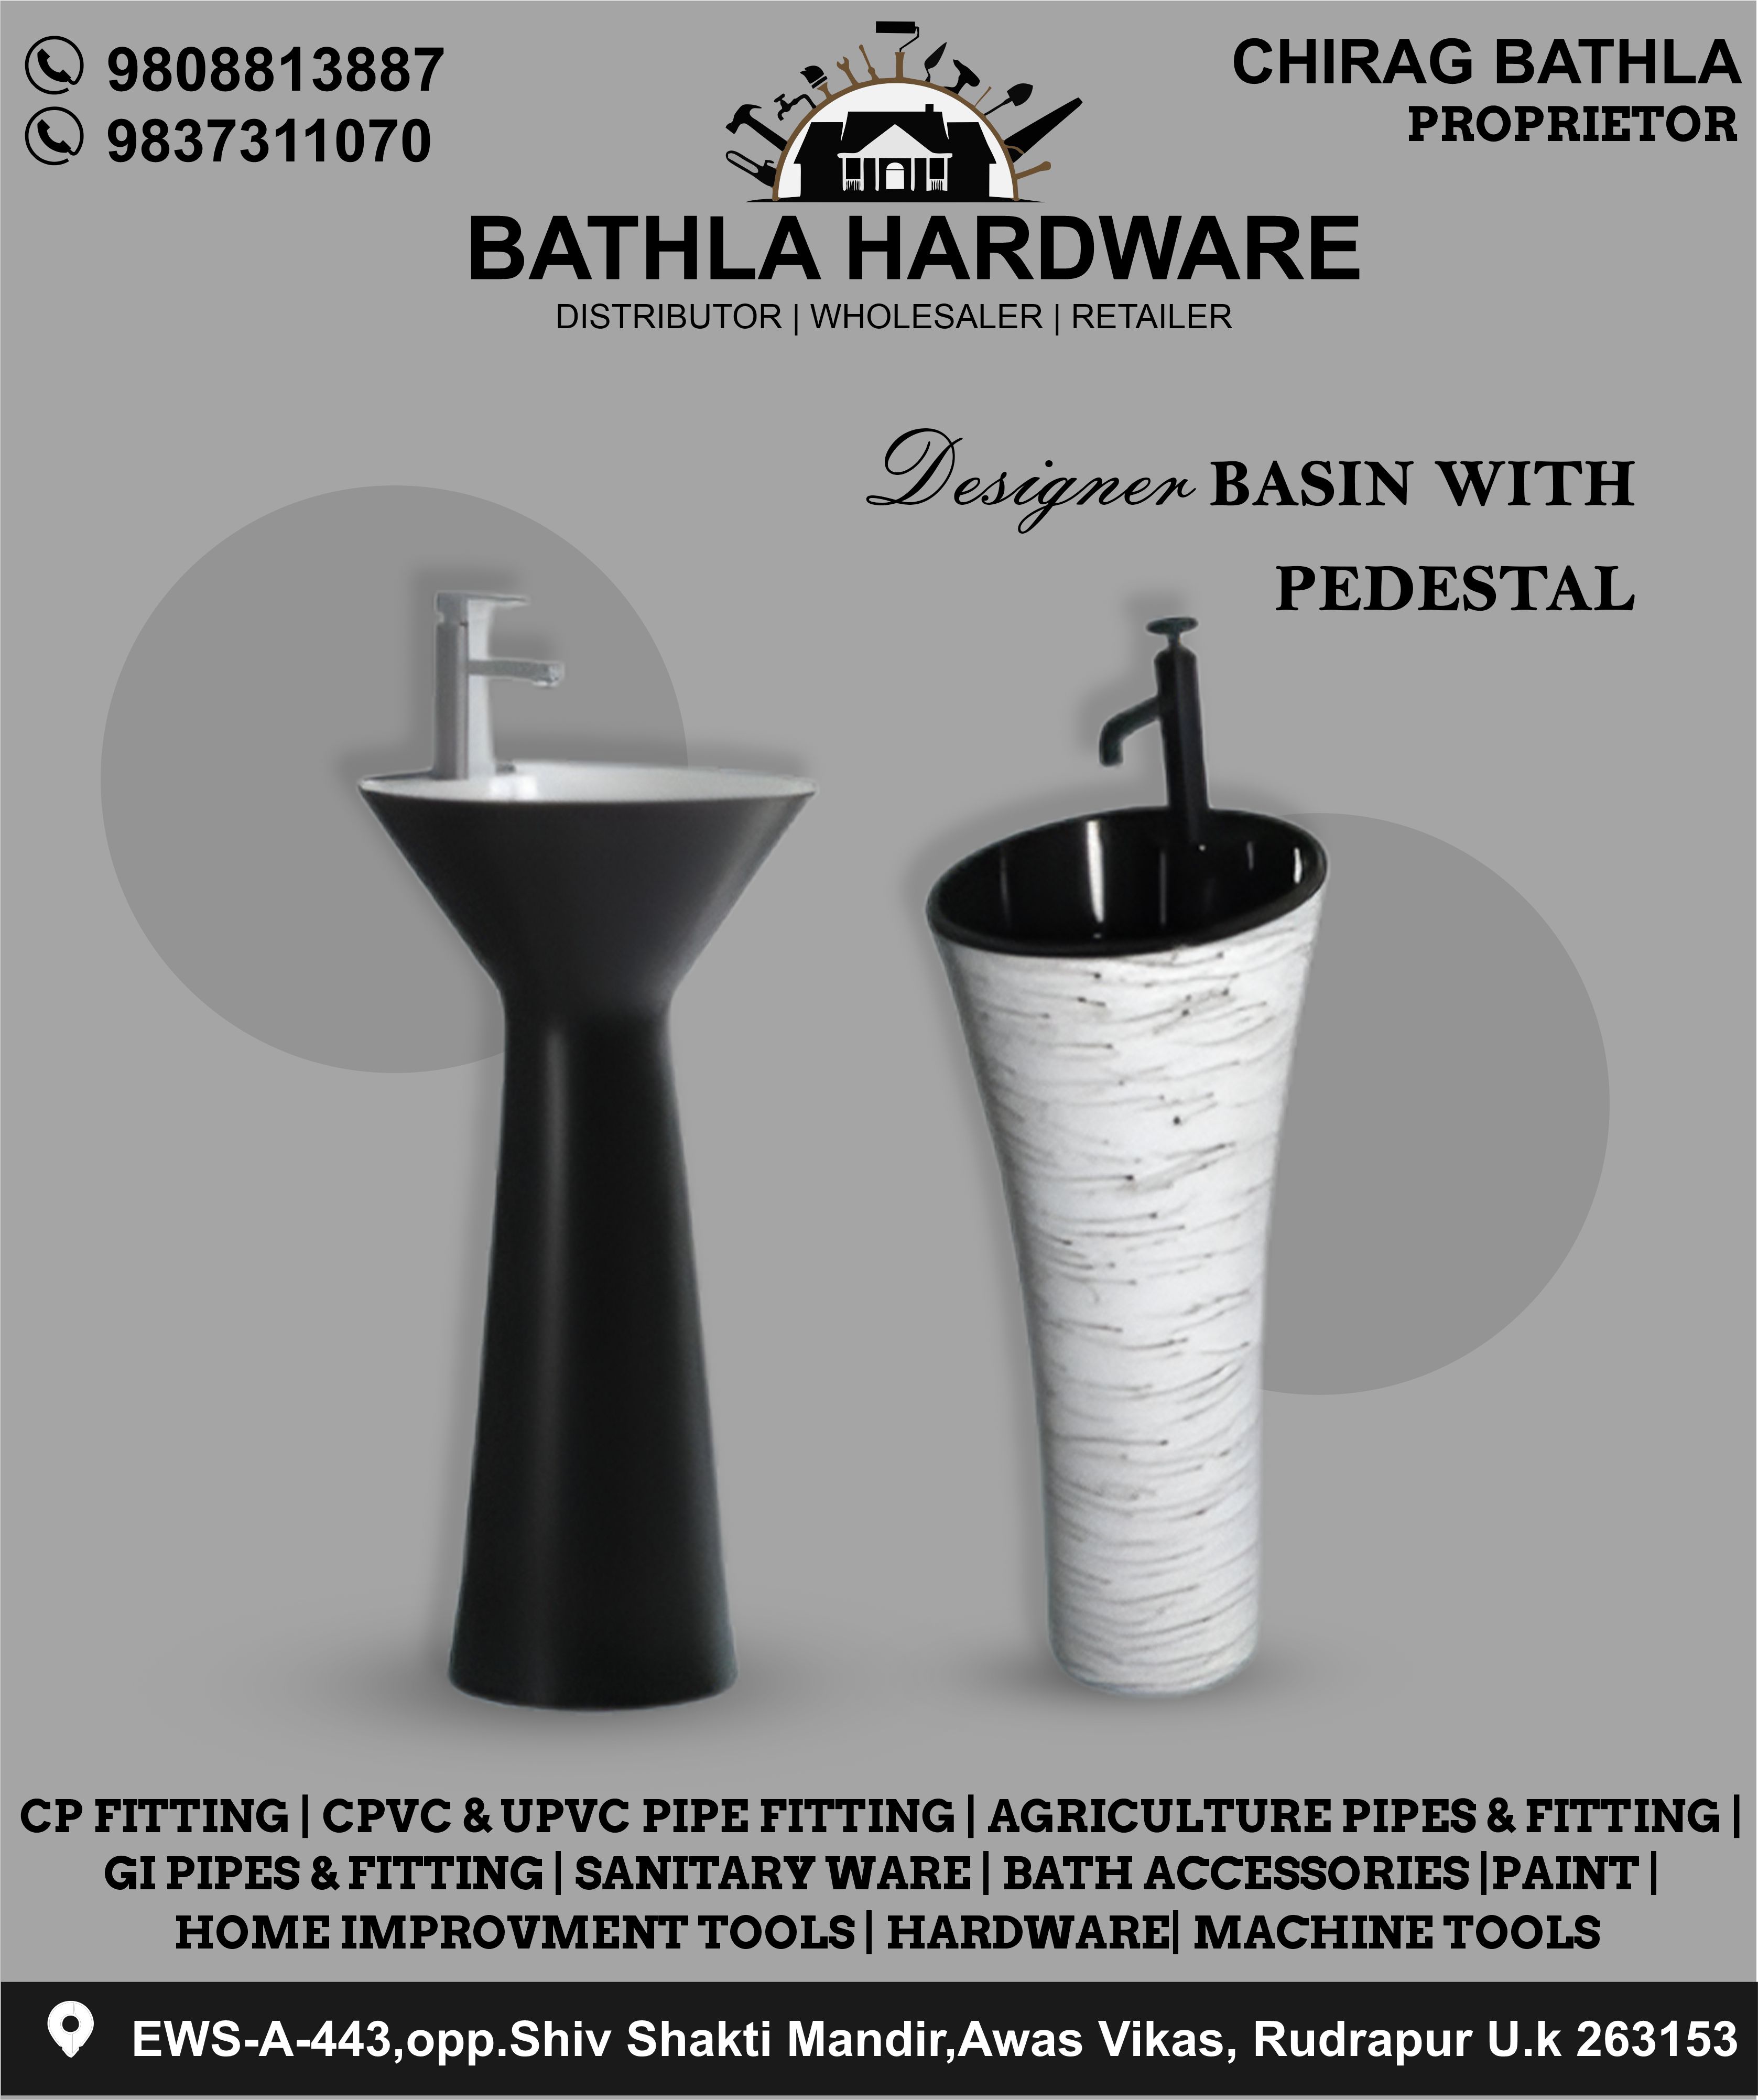 9808813887
9837311070
CHIRAG BATHLA
PROPRIETOR
BATHLA HARDWARE
DISTRIBUTOR | WHOLESALER | RETAILER
Designer BASIN WITH
PEDESTAL
CP FITTING | CPVC & UPVC PIPE FITTING | AGRICULTURE PIPES & FITTING |
GI PIPES & FITTING | SANITARY WARE | BATH ACCESSORIES |PAINT |
HOME IMPROVMENT TOOLS | HARDWARE| MACHINE TOOLS
EWS-A-443,opp.Shiv Shakti Mandir,Awas Vikas, Rudrapur U.k 263153